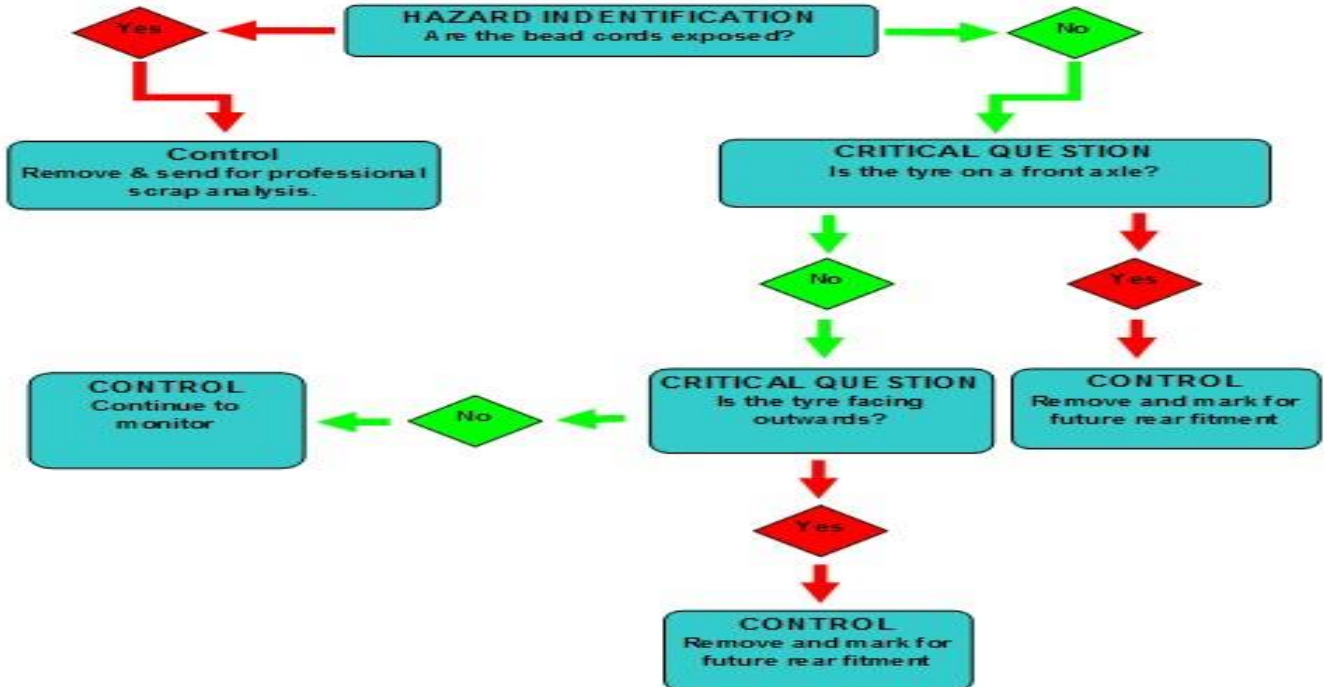 HAZARD INDENTIFICATION
Are the bead cords exposed?
Yes
No
Control
Remove & send for professional
scrap analysis.
CRITICAL QUESTION
Is the tyre on a front axle?
No
Yes
CONTROL
Continue to
monitor
No
CRITICAL QUESTION
Is the tyre facing
outwards?
CONTROL
Remove and mark for
future rear fitment
Yes
CONTROL
Remove and mark for
future rear fitment